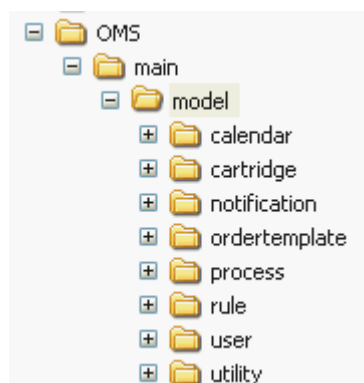 OMS
main
model
calendar
cartridge
notification
ordertemplate
process
rule
user
utility